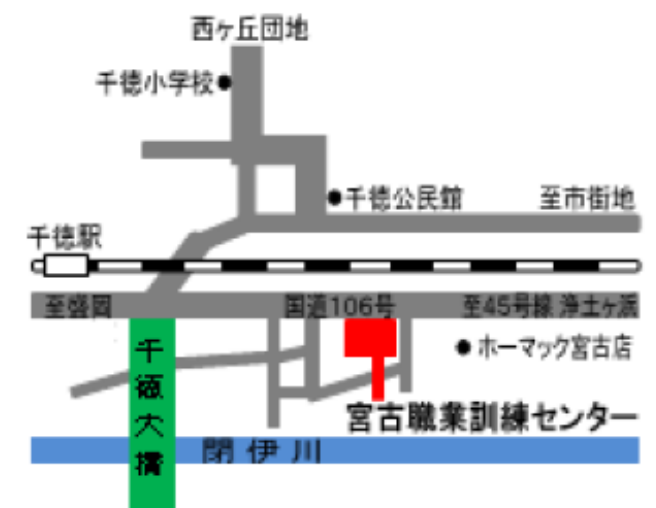 西ヶ丘団地
千徳小学校
千徳公民館
至市街地
千徳駅
至盛岡
国道106号
至45号線 浄土ヶ浜
千徳大橋
ホーマック宮古店
宮古職業訓練センター
閉伊川